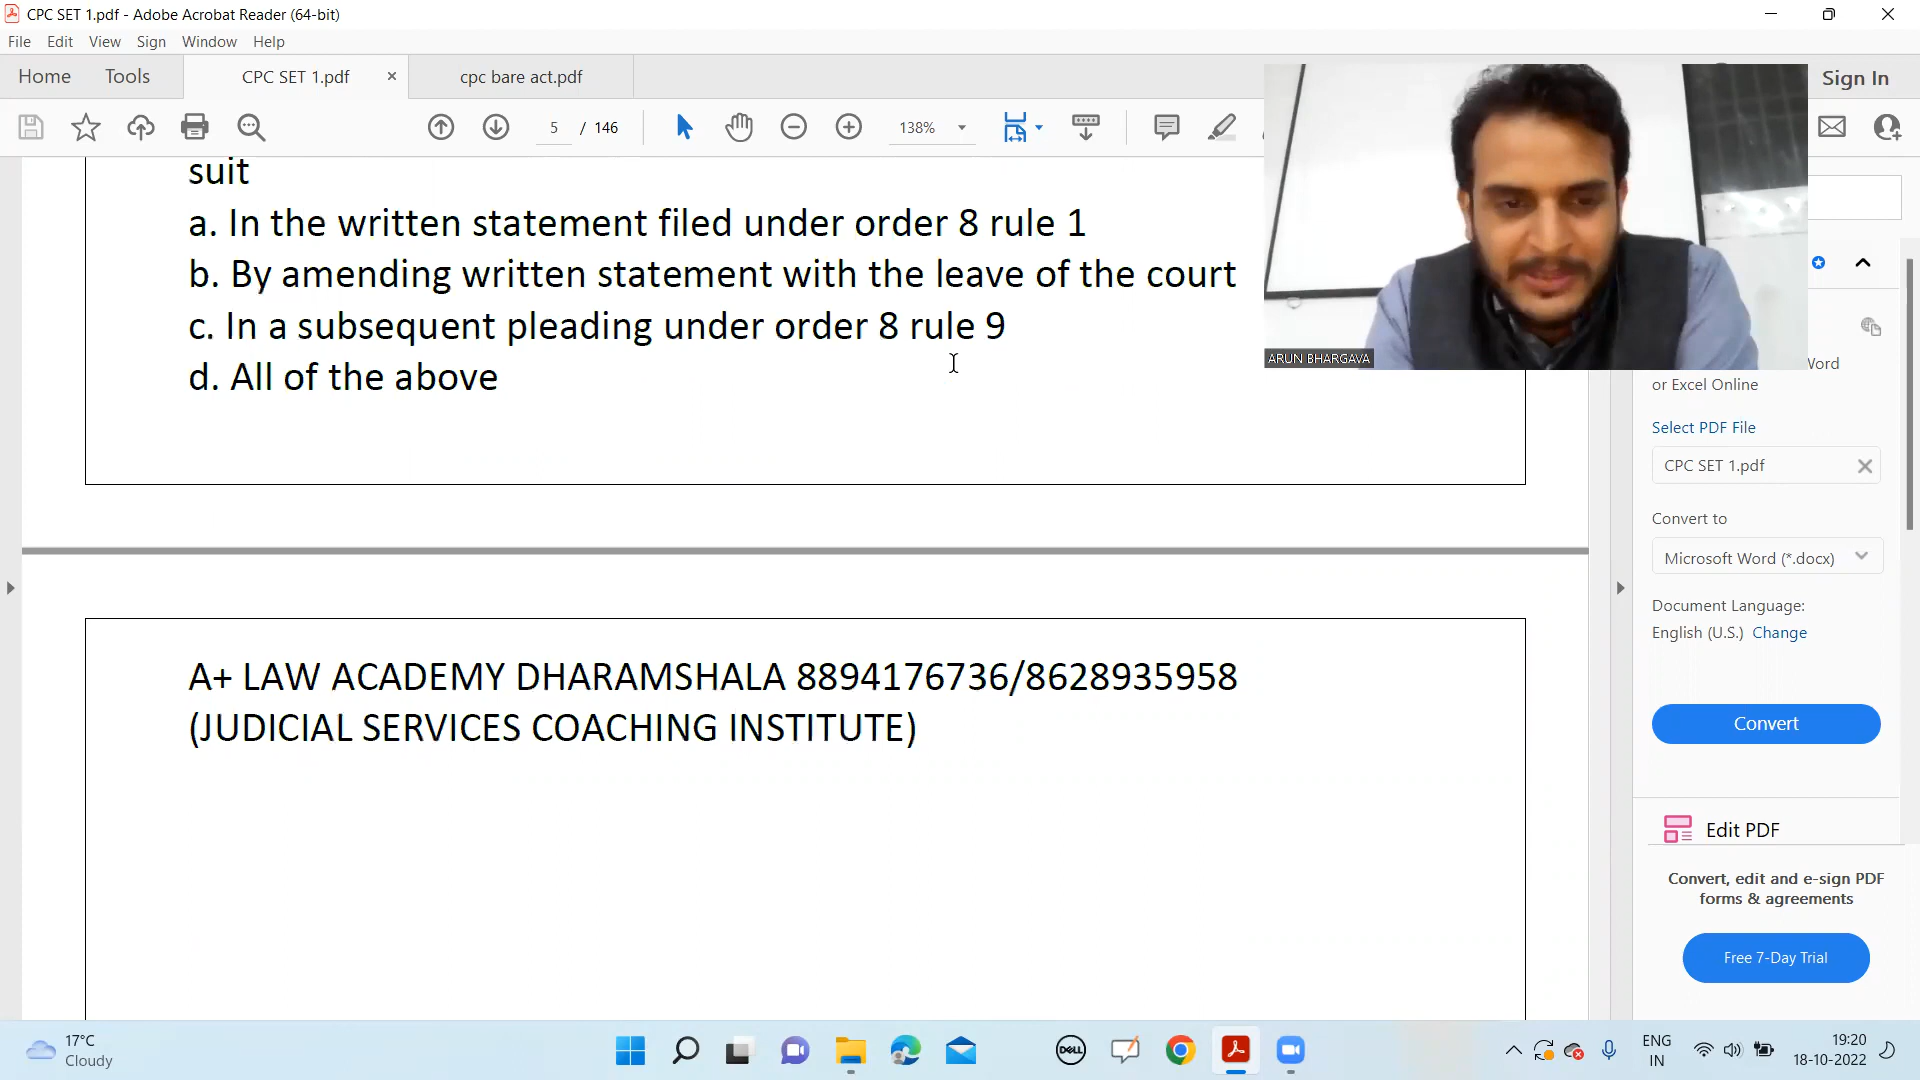 CPC SET 1.pdf - Adobe Acrobat Reader (64-bit)
File Edit View Sign Window Help
Home Tools CPC SET 1.pdf × cpc bare act.pdf Sign In
5 / 146 138%
suit
a. In the written statement filed under order 8 rule 1
b. By amending written statement with the leave of the court
c. In a subsequent pleading under order 8 rule 9
d. All of the above
ARUN BHARGAVA
Word
or Excel Online
Select PDF File
CPC SET 1.pdf
Convert to
Microsoft Word (*.docx)
Document Language:
English (U.S.) Change
Convert
Edit PDF
Convert, edit and e-sign PDF
forms & agreements
Free 7-Day Trial
A+ LAW ACADEMY DHARAMSHALA 8894176736/8628935958
(JUDICIAL SERVICES COACHING INSTITUTE)
17°C
Cloudy
DELL
ENG
IN
19:20
18-10-2022